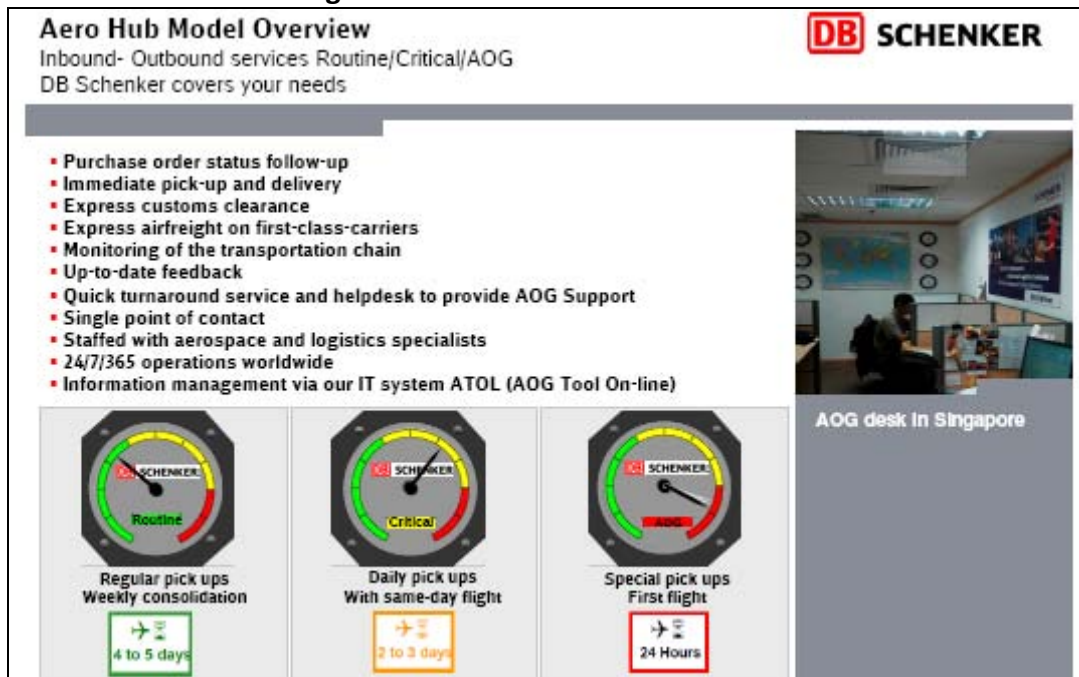 Aero Hub Model Overview
Inbound- Outbound services Routine/Critical/AOG
DB Schenker covers your needs
DB SCHENKER
▪ Purchase order status follow-up
▪ Immediate pick-up and delivery
▪ Express customs clearance
▪ Express airfreight on first-class-carriers
▪ Monitoring of the transportation chain
▪ Up-to-date feedback
▪ Quick turnaround service and helpdesk to provide AOG Support
▪ Single point of contact
▪ Staffed with aerospace and logistics specialists
▪ 24/7/365 operations worldwide
▪ Information management via our IT system ATOL (AOG Tool On-line)
AOG desk in Singapore
DB SCHENKER
Routine
Regular pick ups
Weekly consolidation
4 to 5 days
DB SCHENKER
Critical
Daily pick ups
With same-day flight
2 to 3 days
DB SCHENKER
AOG
Special pick ups
First flight
24 Hours